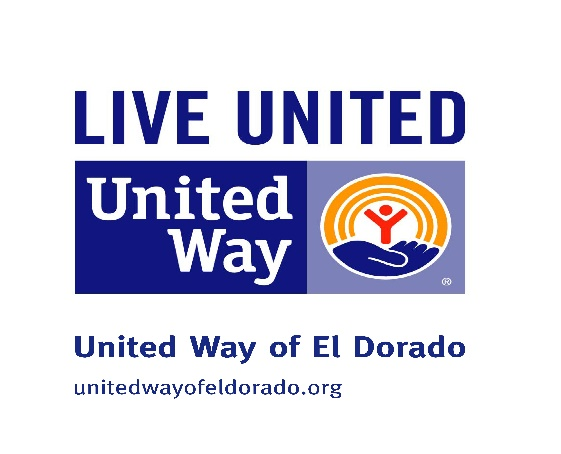 LIVE UNITED
United
Way
®
United Way of El Dorado
unitedwayofeldorado.org